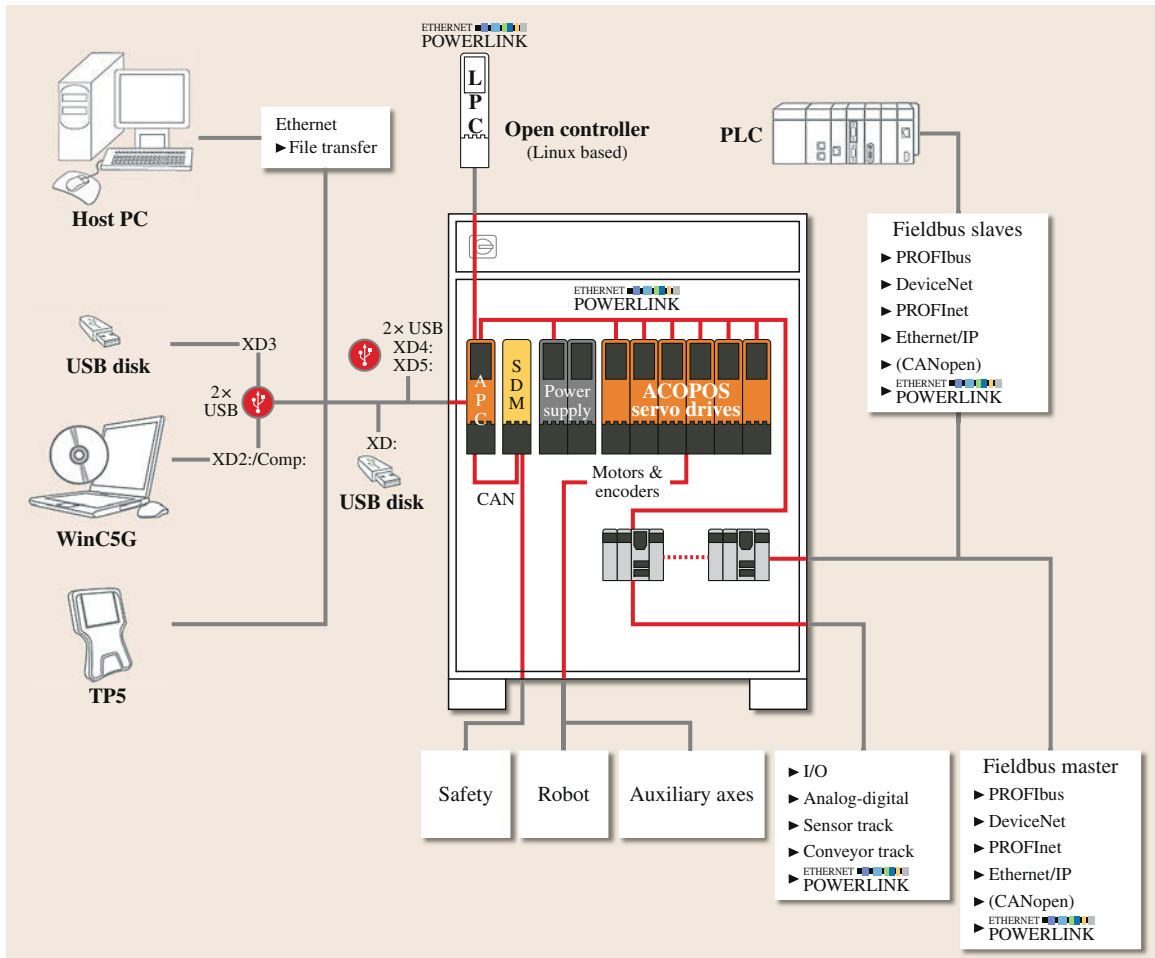 ETHERNET
POWERLINK
L
P
C
Open controller
(Linux based)
Ethernet
► File transfer
Host PC
PLC
Fieldbus slaves
► PROFIbus
► DeviceNet
► PROFInet
► Ethernet/IP
► (CANopen)
► ETHERNET
POWERLINK
ETHERNET
POWERLINK
USB disk
XD3
2× USB
XD4:
XD5:
2×
USB
A
P
C
S
D
M
Power
supply
ACOPOS
servo drives
WinC5G
XD2:/Comp:
XD:
USB disk
CAN
Motors &
encoders
TP5
Safety
Robot
Auxiliary axes
► I/O
► Analog-digital
► Sensor track
► Conveyor track
► ETHERNET
POWERLINK
Fieldbus master
► PROFIbus
► DeviceNet
► PROFInet
► Ethernet/IP
► (CANopen)
► ETHERNET
POWERLINK